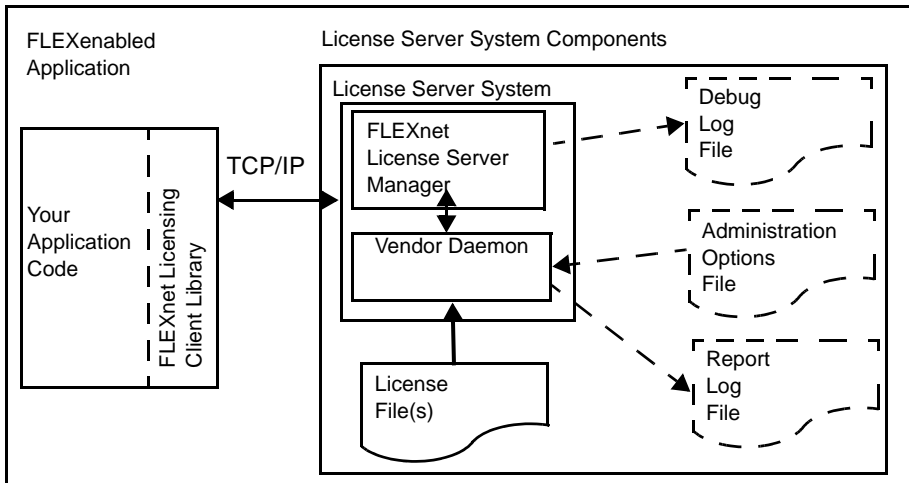 FLEXenabled
Application
License Server System Components
License Server System
FLEXnet
License Server
Manager
Debug
Log
File
TCP/IP
Your
Application
Code
FLEXnet Licensing
Client Library
Vendor Daemon
Administration
Options
File
License
File(s)
Report
Log
File